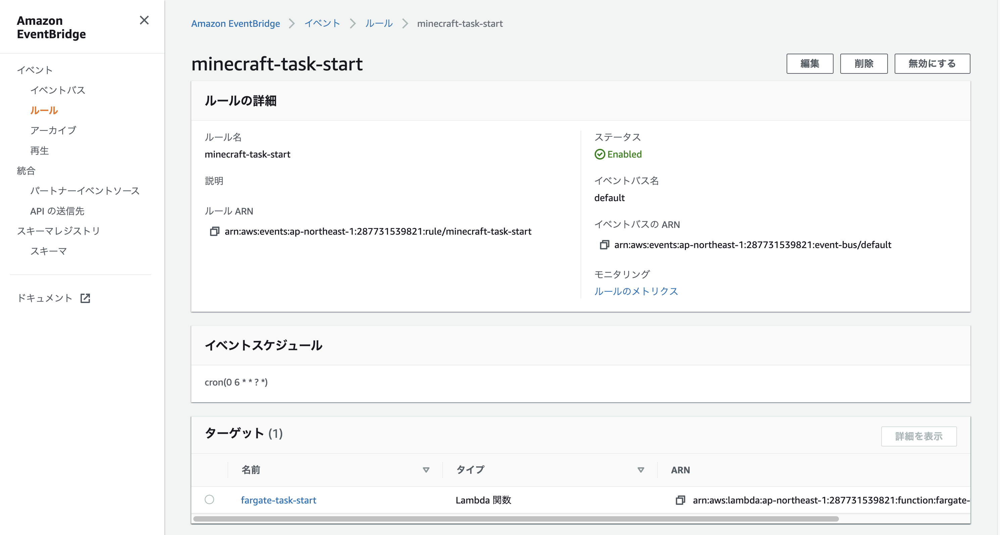 Amazon
EventBridge
イベント
イベントバス
ルール
アーカイブ
再生
統合
パートナーイベントソース
API の送信先
スキーマレジストリ
スキーマ
ドキュメント
Amazon EventBridge
イベント
ルール
minecraft-task-start
minecraft-task-start
編集
削除
無効にする
ルールの詳細
ルール名
minecraft-task-start
説明
ルール ARN
arn:aws:events:ap-northeast-1:287731539821:rule/minecraft-task-start
ステータス
Enabled
イベントバス名
default
イベントバスの ARN
arn:aws:events:ap-northeast-1:287731539821:event-bus/default
モニタリング
ルールのメトリクス
イベントスケジュール
cron(0 6 * * ? *)
ターゲット (1)
詳細を表示
名前
タイプ
ARN
fargate-task-start
Lambda 関数
arn:aws:lambda:ap-northeast-1:287731539821:function:fargate-